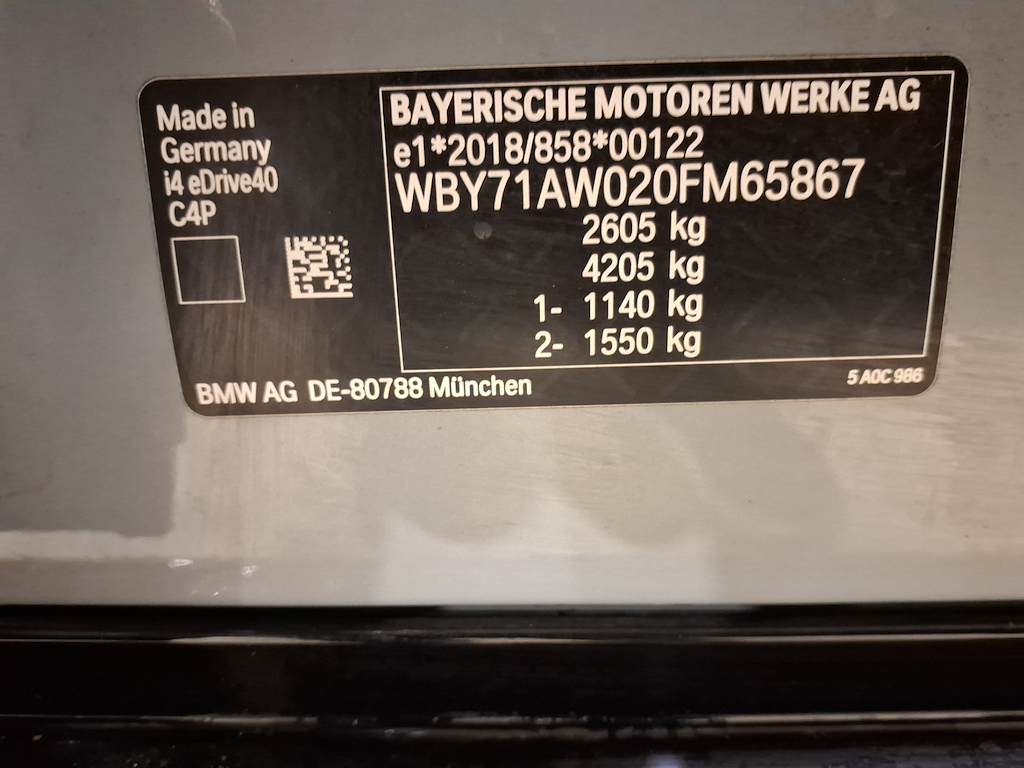 Made in
Germany
i4 eDrive40
C4P
BAYERISCHE MOTOREN WERKE AG
e1*2018/858*00122
WBY71AW020FM65867
2605 kg
4205 kg
1- 1140 kg
2- 1550 kg
BMW AG DE-80788 München
5 A0C 986